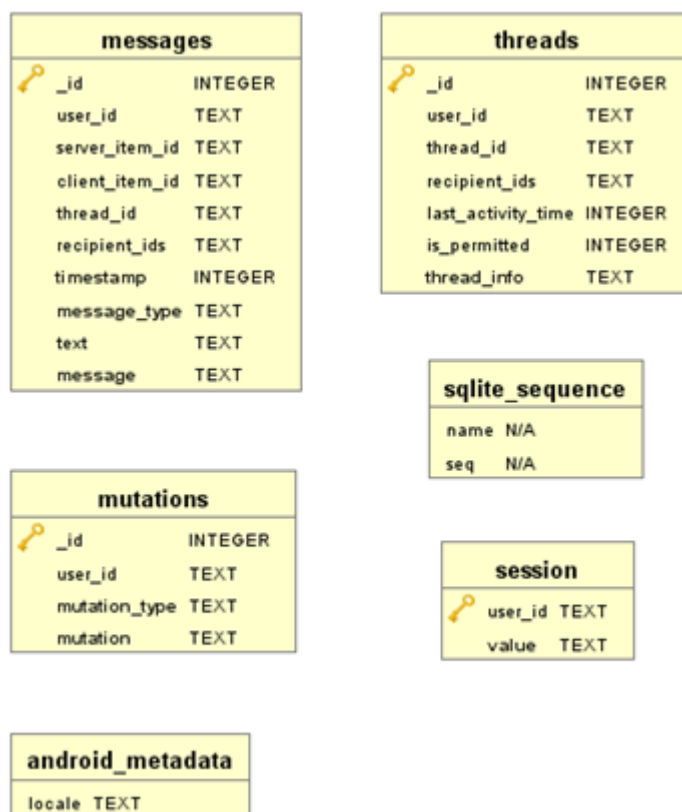 messages
_id INTEGER
user_id TEXT
server_item_id TEXT
client_item_id TEXT
thread_id TEXT
recipient_ids TEXT
timestamp INTEGER
message_type TEXT
text TEXT
message TEXT
threads
_id INTEGER
user_id TEXT
thread_id TEXT
recipient_ids TEXT
last_activity_time INTEGER
is_permitted INTEGER
thread_info TEXT
sqlite_sequence
name N/A
seq N/A
mutations
_id INTEGER
user_id TEXT
mutation_type TEXT
mutation TEXT
session
user_id TEXT
value TEXT
android_metadata
locale TEXT